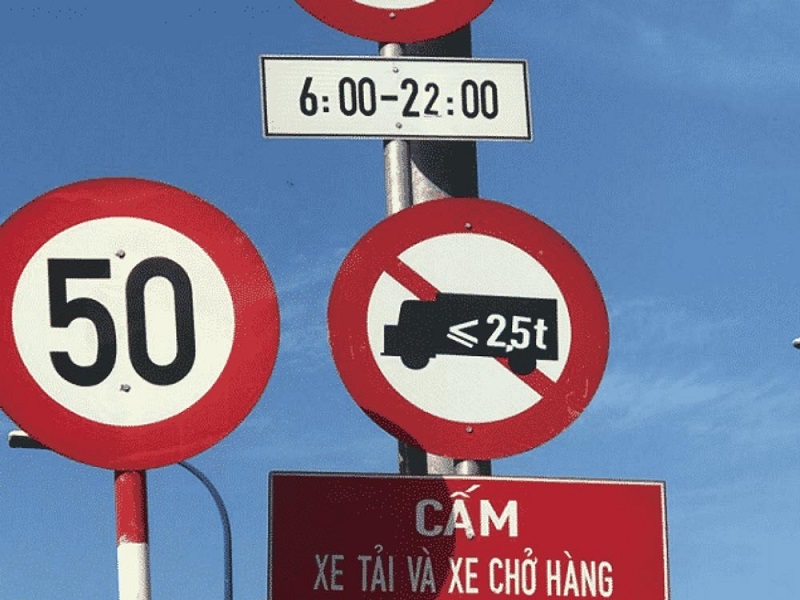 6:00-22:00
50
≤ 2,5t
CẤM
XE TẢI VÀ XE CHỞ HÀNG